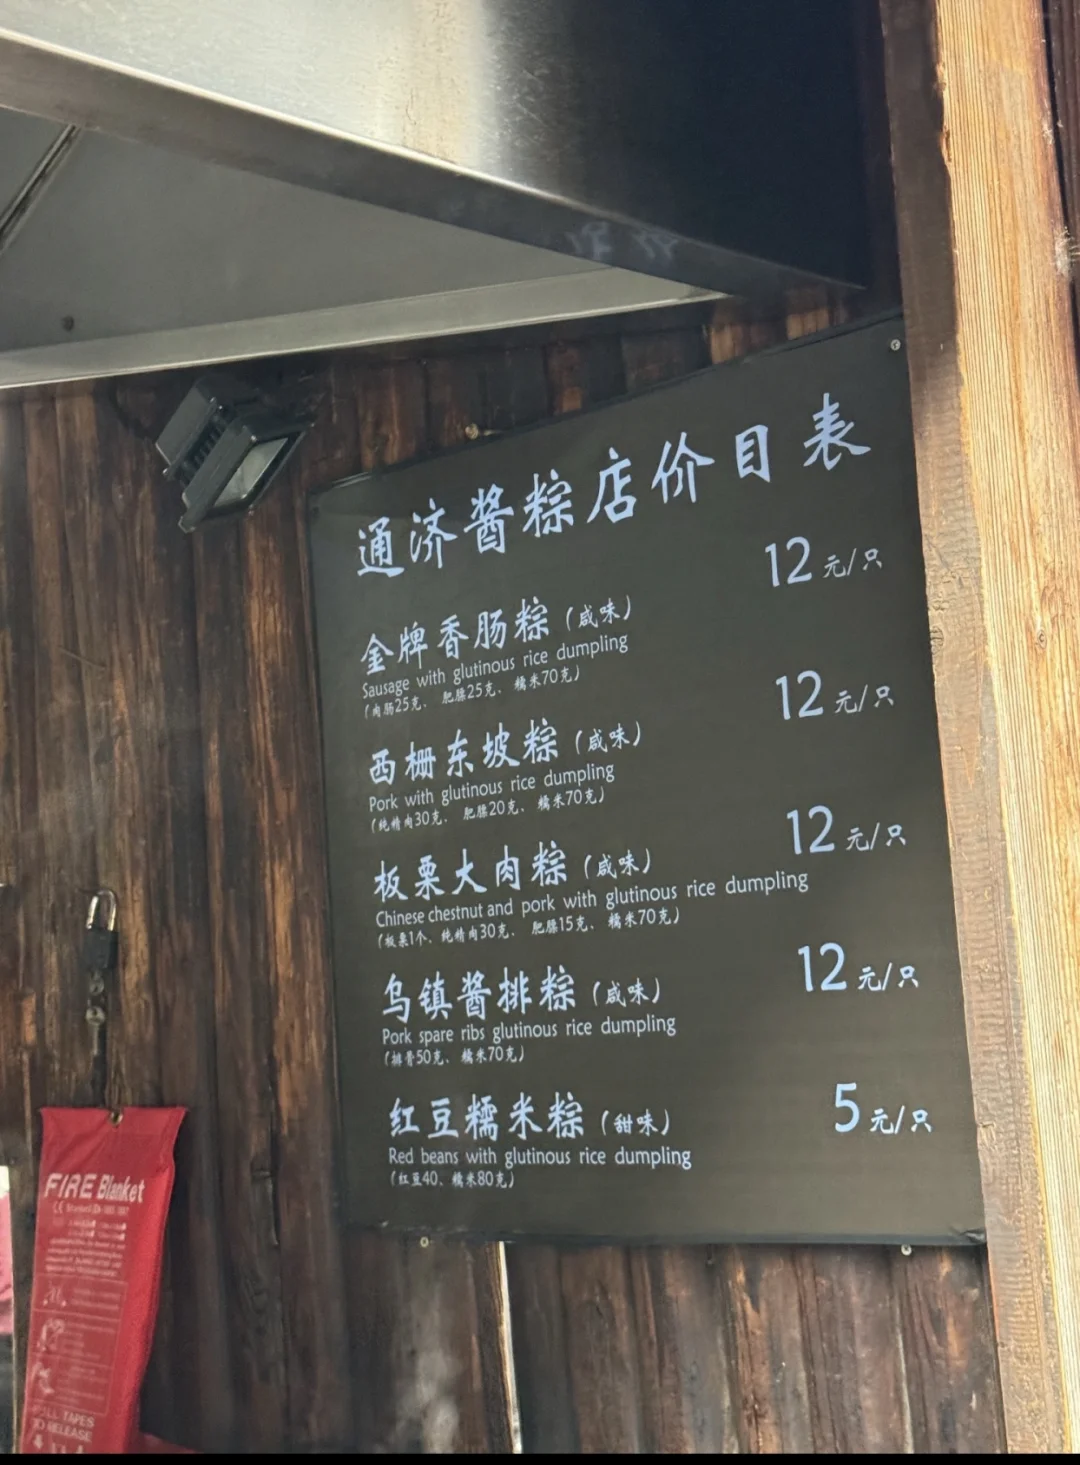 通济酱粽店价目表
金牌香肠粽（咸味） 12元/只
Sausage with glutinous rice dumpling
（肉肠25克、肥膘25克、糯米70克）
西栅东坡粽（咸味） 12元/只
Pork with glutinous rice dumpling
（纯精肉30克、肥膘20克、糯米70克）
板栗大肉粽（咸味） 12元/只
Chinese chestnut and pork with glutinous rice dumpling
（板栗1个、纯精肉30克、肥膘15克、糯米70克）
乌镇酱排粽（咸味） 12元/只
Pork spare ribs glutinous rice dumpling
（排骨50克、糯米70克）
红豆糯米粽（甜味） 5元/只
Red beans with glutinous rice dumpling
（红豆40、糯米80克）
FIRE Blanket
TAPES
TO RELEASE